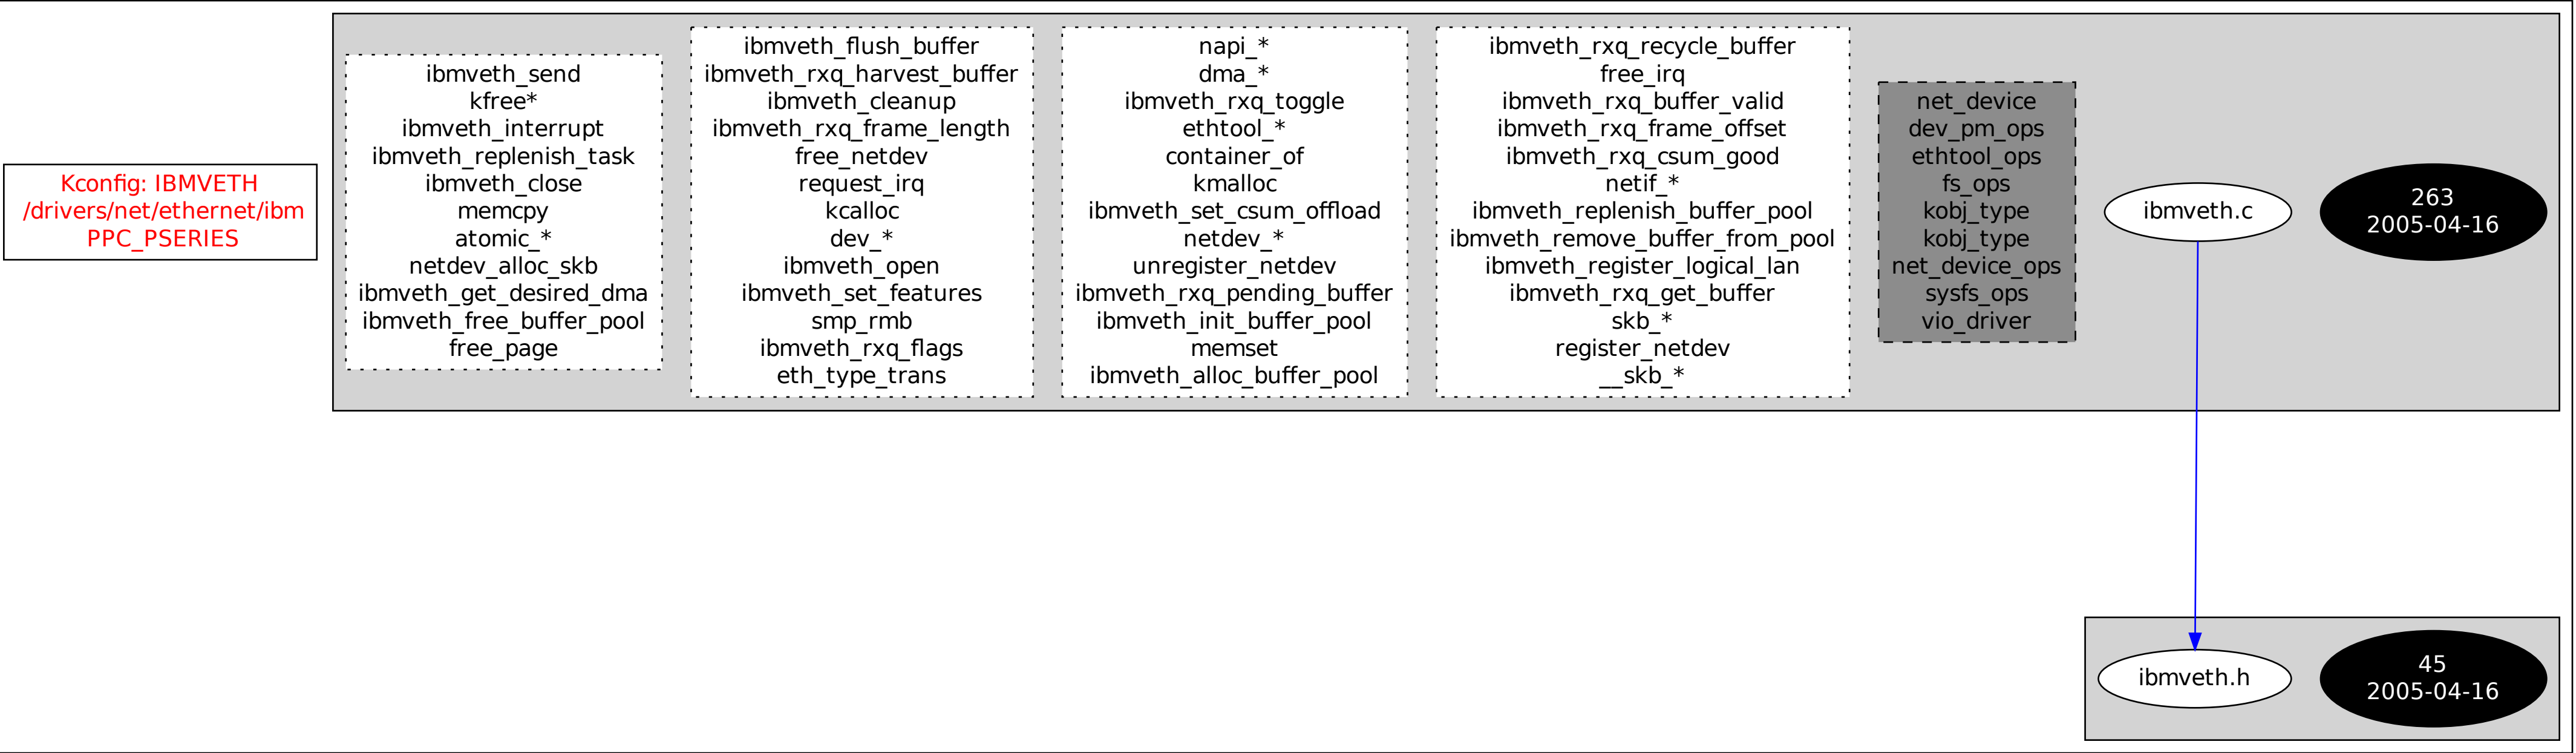 Kconfig: IBMVETH
/drivers/net/ethernet/ibm
PPC_PSERIES
ibmveth_send
kfree*
ibmveth_interrupt
ibmveth_replenish_task
ibmveth_close
memcpy
atomic_*
netdev_alloc_skb
ibmveth_get_desired_dma
ibmveth_free_buffer_pool
free_page
ibmveth_flush_buffer
ibmveth_rxq_harvest_buffer
ibmveth_cleanup
ibmveth_rxq_frame_length
free_netdev
request_irq
kcalloc
dev_*
ibmveth_open
ibmveth_set_features
smp_rmb
ibmveth_rxq_flags
eth_type_trans
napi_*
dma_*
ibmveth_rxq_toggle
ethtool_*
container_of
kmalloc
ibmveth_set_csum_offload
netdev_*
unregister_netdev
ibmveth_rxq_pending_buffer
ibmveth_init_buffer_pool
memset
ibmveth_alloc_buffer_pool
ibmveth_rxq_recycle_buffer
free_irq
ibmveth_rxq_buffer_valid
ibmveth_rxq_frame_offset
ibmveth_rxq_csum_good
netif_*
ibmveth_replenish_buffer_pool
ibmveth_remove_buffer_from_pool
ibmveth_register_logical_lan
ibmveth_rxq_get_buffer
skb_*
register_netdev
__skb_*
net_device
dev_pm_ops
ethtool_ops
fs_ops
kobj_type
kobj_type
net_device_ops
sysfs_ops
vio_driver
ibmveth.c
263
2005-04-16
ibmveth.h
45
2005-04-16